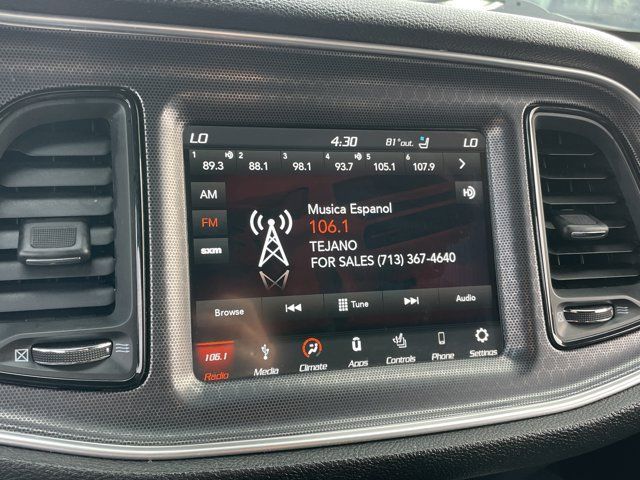 LO 4:30 81°out. LO
1 89.3 2 88.1 3 98.1 4 93.7 5 105.1 6 107.9
AM
FM
sxm
Musica Espanol
106.1
TEJANO
FOR SALES (713) 367-4640
Browse Tune Audio
106.1
Radio Media Climate Apps Controls Phone Settings